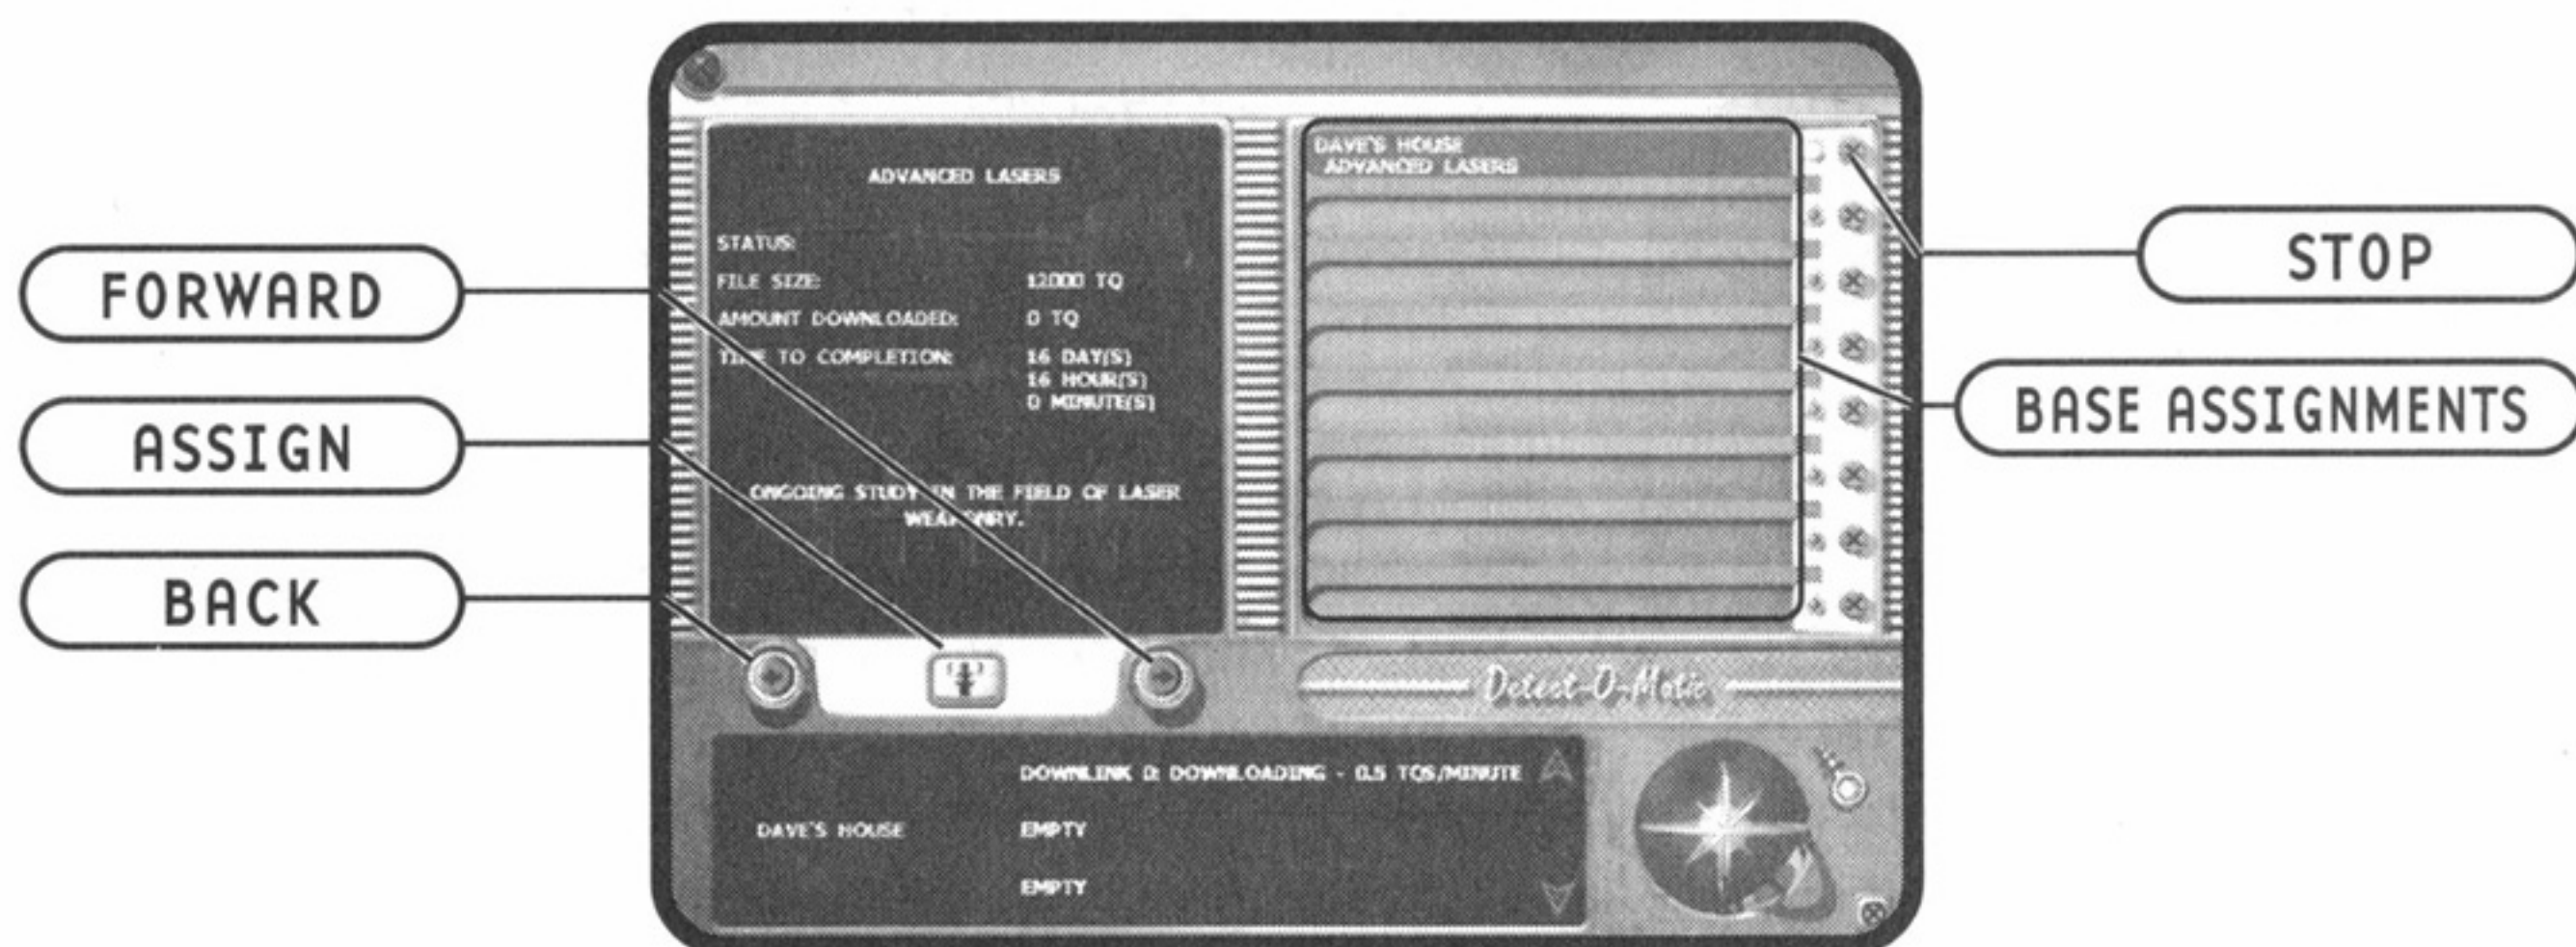 FORWARD
ASSIGN
BACK
ADVANCED LASERS
STATUS:
FILE SIZE: 12000 TQ
AMOUNT DOWNLOADED: 0 TQ
TIME TO COMPLETION: 16 DAY(S)
16 HOUR(S)
0 MINUTE(S)
ONGOING STUDY IN THE FIELD OF LASER
WEAPONRY.
DAVE'S HOUSE
ADVANCED LASERS
STOP
BASE ASSIGNMENTS
Detect-O-Matic
DOWNLINK 0: DOWNLOADING - 0.5 TQS/MINUTE
DAVE'S HOUSE EMPTY
EMPTY